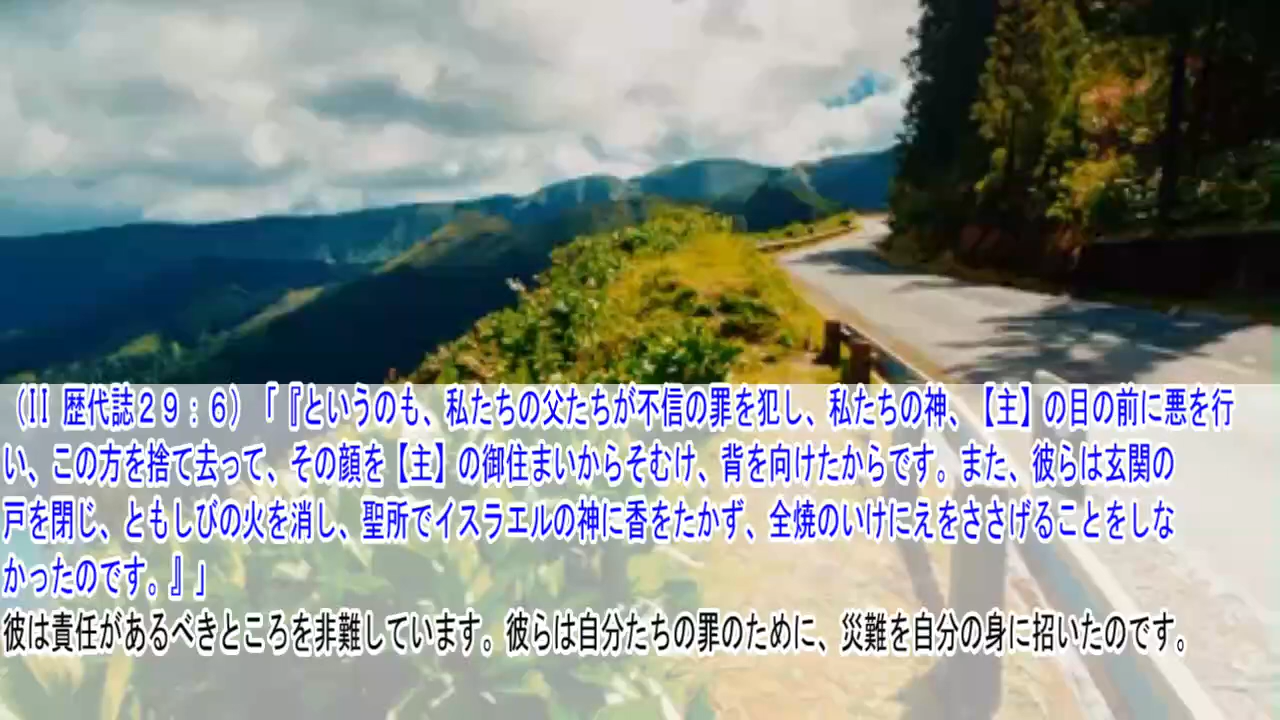 （II 歴代誌２９：６）「『というのも、私たちの父たちが不信の罪を犯し、私たちの神、【主】の目の前に悪を行
い、この方を捨て去って、その顔を【主】の御住まいからそむけ、背を向けたからです。また、彼らは玄関の
戸を閉じ、ともしびの火を消し、聖所でイスラエルの神に香をたかず、全焼のいけにえをささげることをしな
かったのです。』」
彼は責任があるべきところを非難しています。彼らは自分たちの罪のために、災難を自分の身に招いたのです。